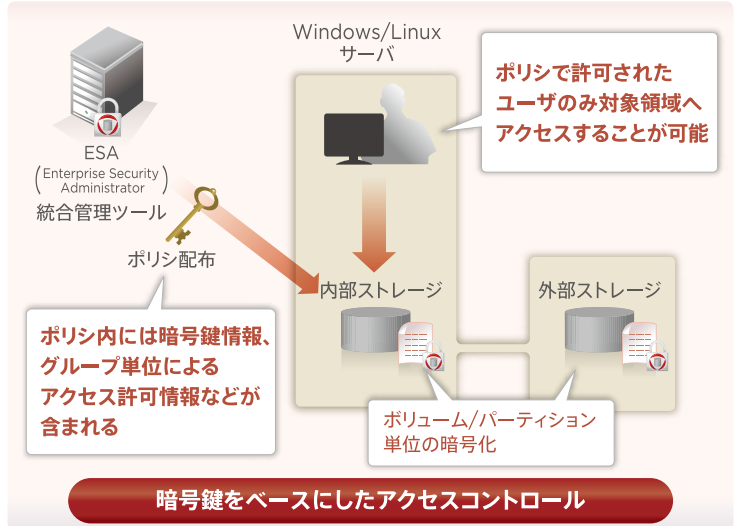 Windows/Linux
サーバ
ポリシで許可された
ユーザのみ対象領域へ
アクセスすることが可能
ESA
(Enterprise Security
Administrator)
統合管理ツール
ポリシ配布
内部ストレージ
外部ストレージ
ポリシ内には暗号鍵情報、
グループ単位による
アクセス許可情報などが
含まれる
ボリューム/パーティション
単位の暗号化
暗号鍵をベースにしたアクセスコントロール